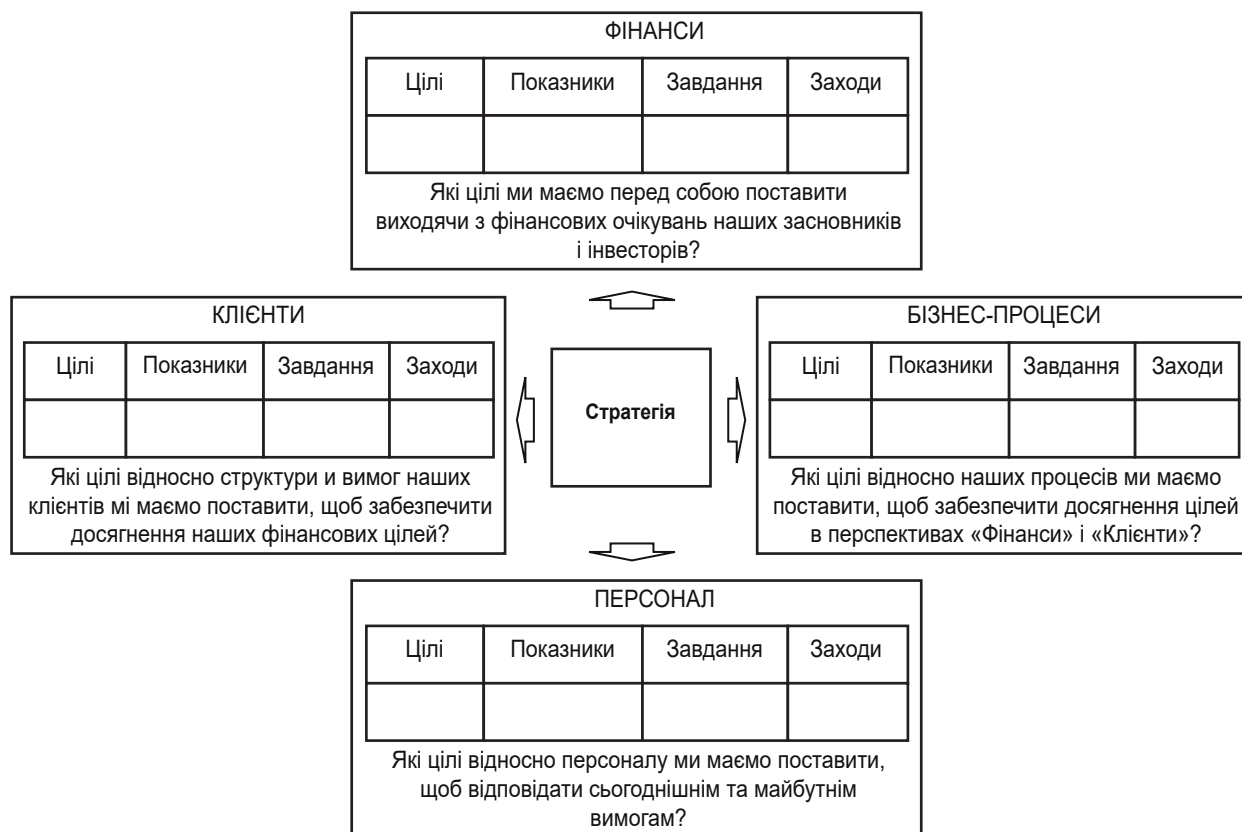 ФІНАНСИ
Цілі Показники Завдання Заходи
Які цілі ми маємо перед собою поставити
виходячи з фінансових очікувань наших засновників
і інвесторів?
КЛІЄНТИ
Цілі Показники Завдання Заходи
Які цілі відносно структури и вимог наших
клієнтів мі маємо поставити, щоб забезпечити
досягнення наших фінансових цілей?
Стратегія
БІЗНЕС-ПРОЦЕСИ
Цілі Показники Завдання Заходи
Які цілі відносно наших процесів ми маємо
поставити, щоб забезпечити досягнення цілей
в перспективах «Фінанси» і «Клієнти»?
ПЕРСОНАЛ
Цілі Показники Завдання Заходи
Які цілі відносно персоналу ми маємо поставити,
щоб відповідати сьогоднішнім та майбутнім
вимогам?